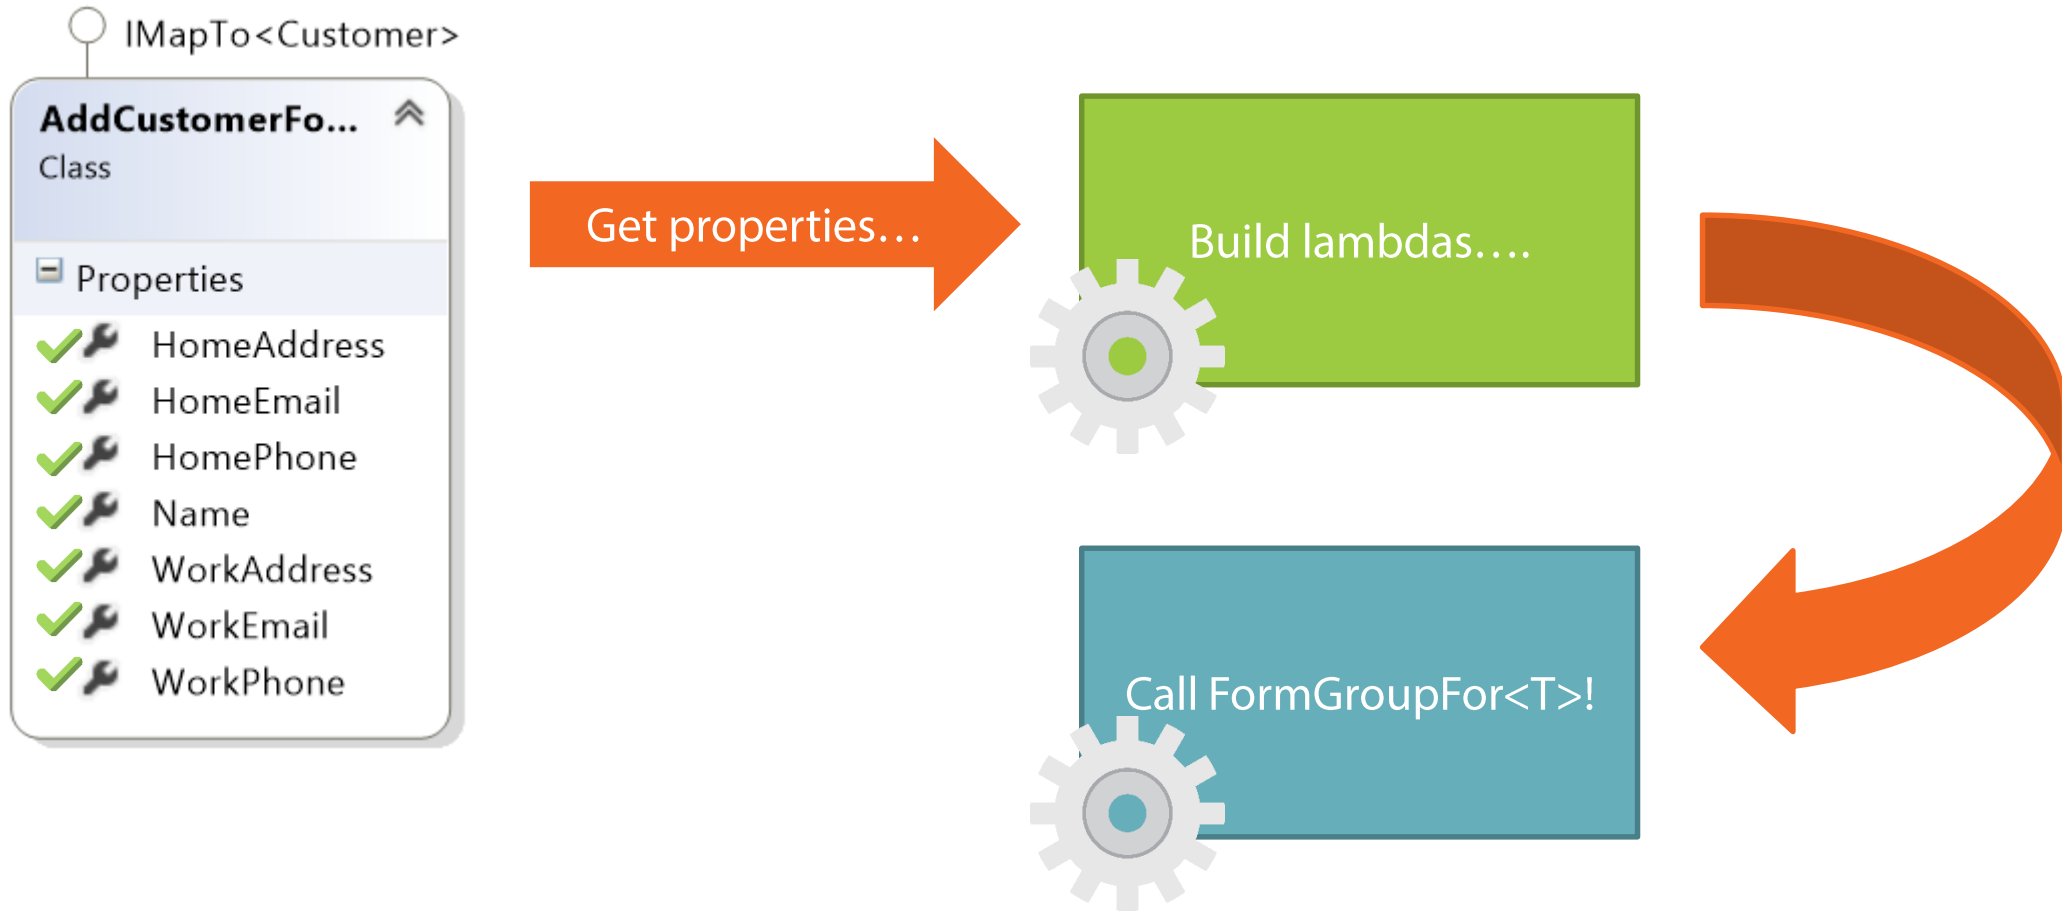 IMapTo<Customer>
AddCustomerFo...
Class
Properties
HomeAddress
HomeEmail
HomePhone
Name
WorkAddress
WorkEmail
WorkPhone
Get properties…
Build lambdas….
Call FormGroupFor<T>!